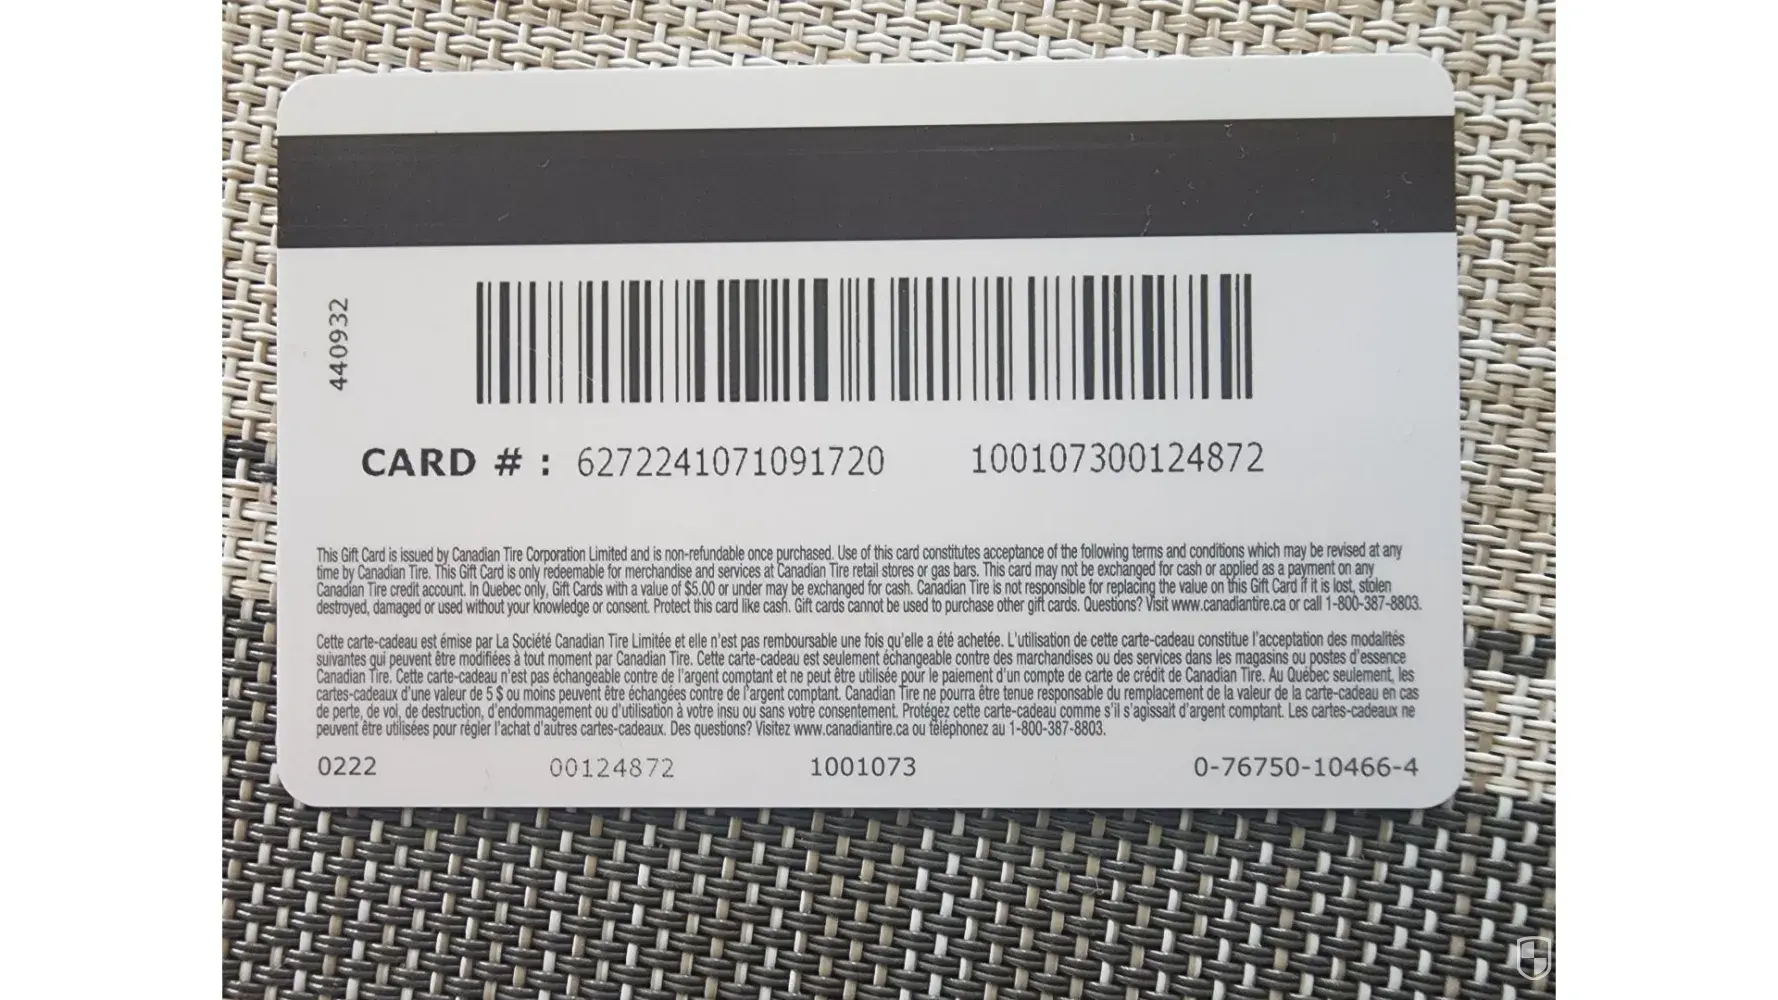 440932
CARD # : 6272241071091720 100107300124872
This Gift Card is issued by Canadian Tire Corporation Limited and is non-refundable once purchased. Use of this card constitutes acceptance of the following terms and conditions which may be revised at any
time by Canadian Tire. This Gift Card is only redeemable for merchandise and services at Canadian Tire retail stores or gas bars. This card may not be exchanged for cash or applied as a payment on any
Canadian Tire credit account. In Quebec only, Gift Cards with a value of $5.00 or under may be exchanged for cash. Canadian Tire is not responsible for replacing the value on this Gift Card if it is lost, stolen
destroyed, damaged or used without your knowledge or consent. Protect this card like cash. Gift cards cannot be used to purchase other gift cards. Questions? Visit www.canadiantire.ca or call 1-800-387-8803.
Cette carte-cadeau est émise par La Société Canadian Tire Limitée et elle n'est pas remboursable une fois qu'elle a été achetée. L'utilisation de cette carte-cadeau constitue l'acceptation des modalités
suivantes qui peuvent être modifiées à tout moment par Canadian Tire. Cette carte-cadeau est seulement échangeable contre des marchandises ou des services dans les magasins ou postes d'essence
Canadian Tire. Cette carte-cadeau n'est pas échangeable contre de l'argent comptant et ne peut être utilisée pour le paiement d'un compte de carte de crédit de Canadian Tire. Au Québec seulement, les
cartes-cadeaux d'une valeur de 5 $ ou moins peuvent être échangées contre de l'argent comptant. Canadian Tire ne pourra être tenue responsable du remplacement de la valeur de la carte-cadeau en cas
de perte, de vol, de destruction, d'endommagement ou d'utilisation à votre insu ou sans votre consentement. Protégez cette carte-cadeau comme s'il s'agissait d'argent comptant. Les cartes-cadeaux ne
peuvent être utilisées pour régler l'achat d'autres cartes-cadeaux. Des questions? Visitez www.canadiantire.ca ou téléphonez au 1-800-387-8803.
0222 00124872 1001073 0-76750-10466-4